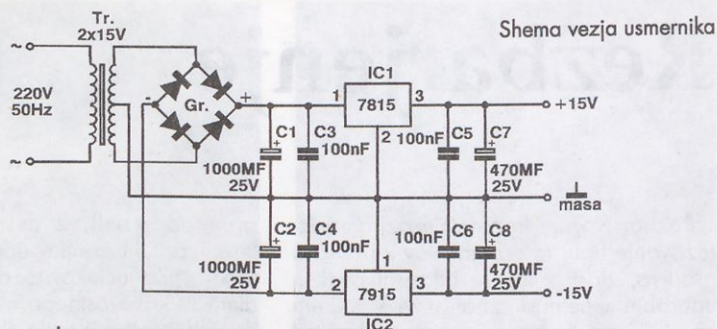 Shema vezja usmernika
Tr.
2x15V
~
220V
50Hz
~
-
Gr.
+
IC1
1
7815
3
2
+15V
C1
+
1000MF
25V
C3
100nF
C5
100nF
C7
+
470MF
25V
masa
C2
+
1000MF
25V
C4
100nF
C6
100nF
C8
+
470MF
25V
1
2
7915
3
IC2
-15V